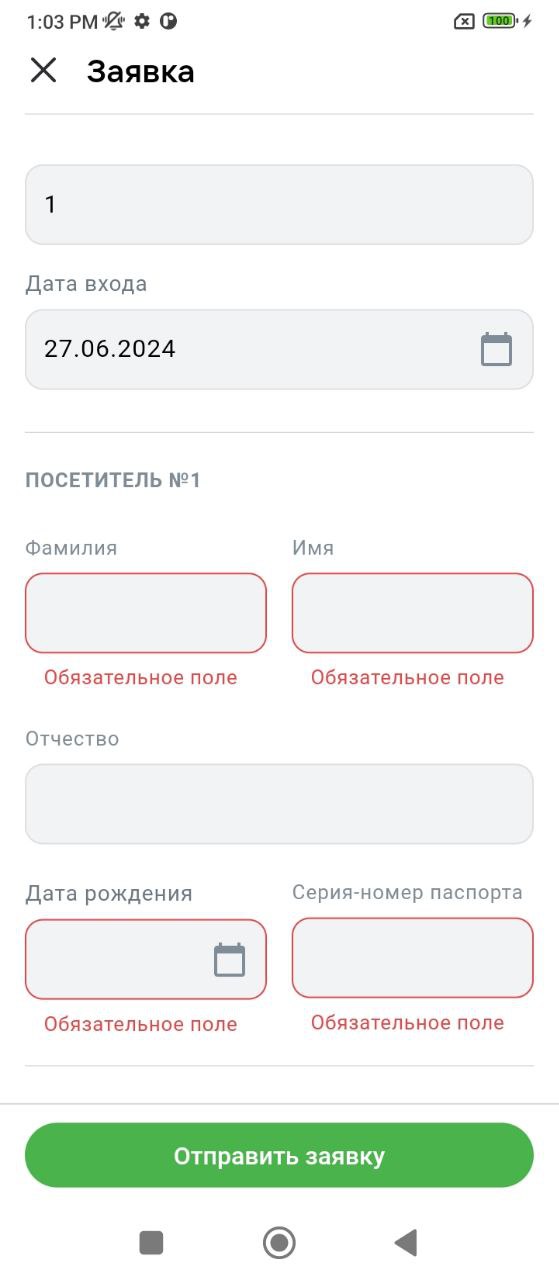 1:03 PM 100
Заявка
1
Дата входа
27.06.2024
ПОСЕТИТЕЛЬ №1
Фамилия Имя
Обязательное поле Обязательное поле
Отчество
Дата рождения Серия-номер паспорта
Обязательное поле Обязательное поле
Отправить заявку